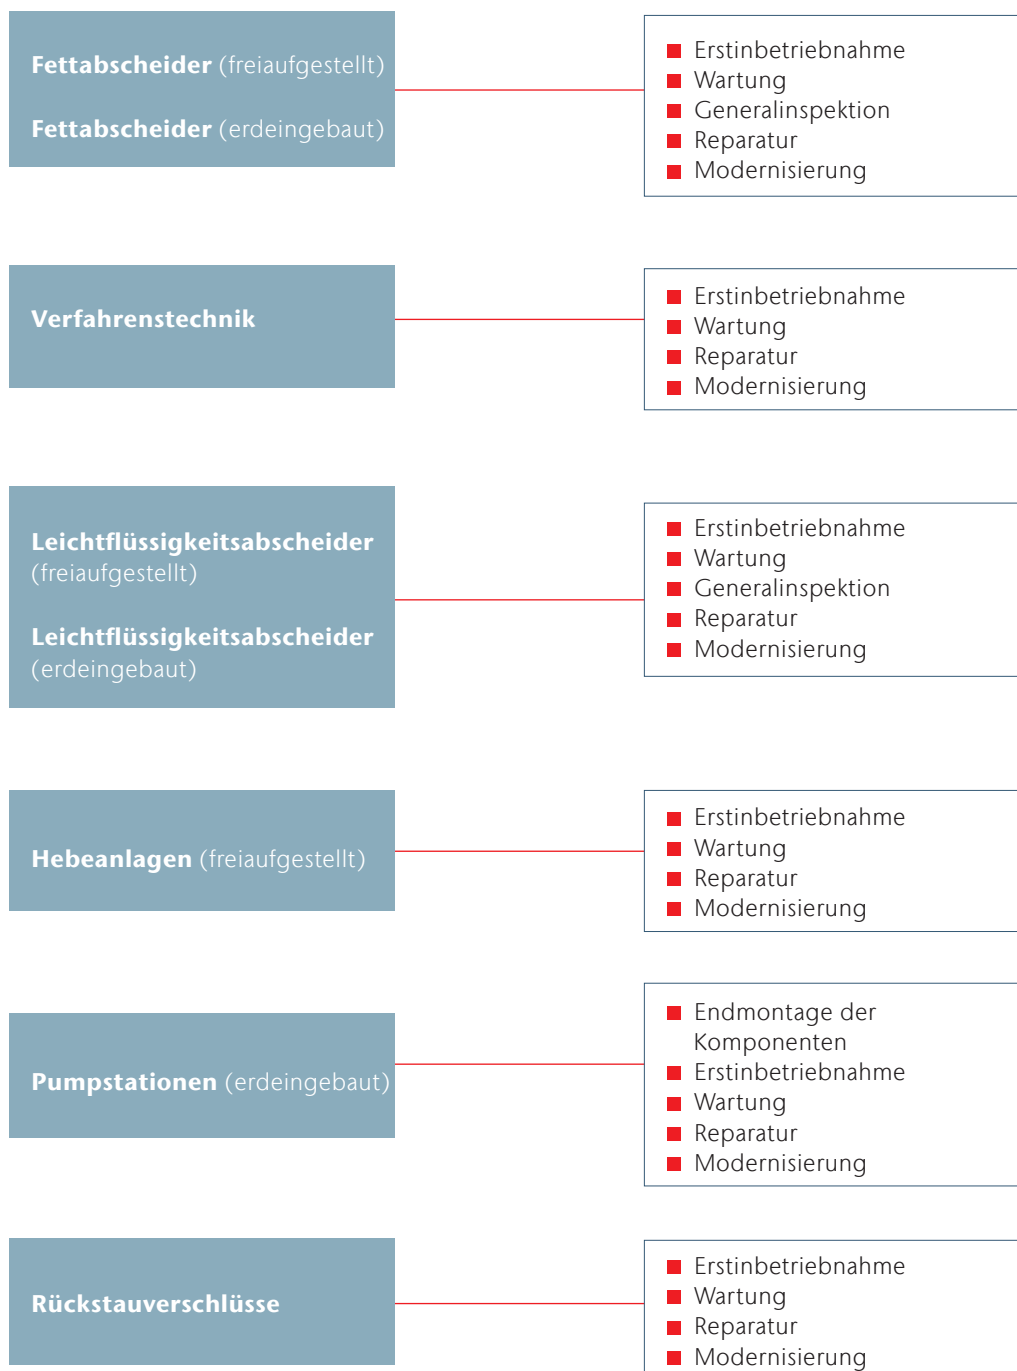 Fettabscheider (freiaufgestellt)
Fettabscheider (erdeingebaut)
Erstinbetriebnahme
Wartung
Generalinspektion
Reparatur
Modernisierung
Verfahrenstechnik
Erstinbetriebnahme
Wartung
Reparatur
Modernisierung
Leichtflüssigkeitsabscheider
(freiaufgestellt)
Leichtflüssigkeitsabscheider
(erdeingebaut)
Erstinbetriebnahme
Wartung
Generalinspektion
Reparatur
Modernisierung
Hebeanlagen (freiaufgestellt)
Erstinbetriebnahme
Wartung
Reparatur
Modernisierung
Pumpstationen (erdeingebaut)
Endmontage der
Komponenten
Erstinbetriebnahme
Wartung
Reparatur
Modernisierung
Rückstauverschlüsse
Erstinbetriebnahme
Wartung
Reparatur
Modernisierung